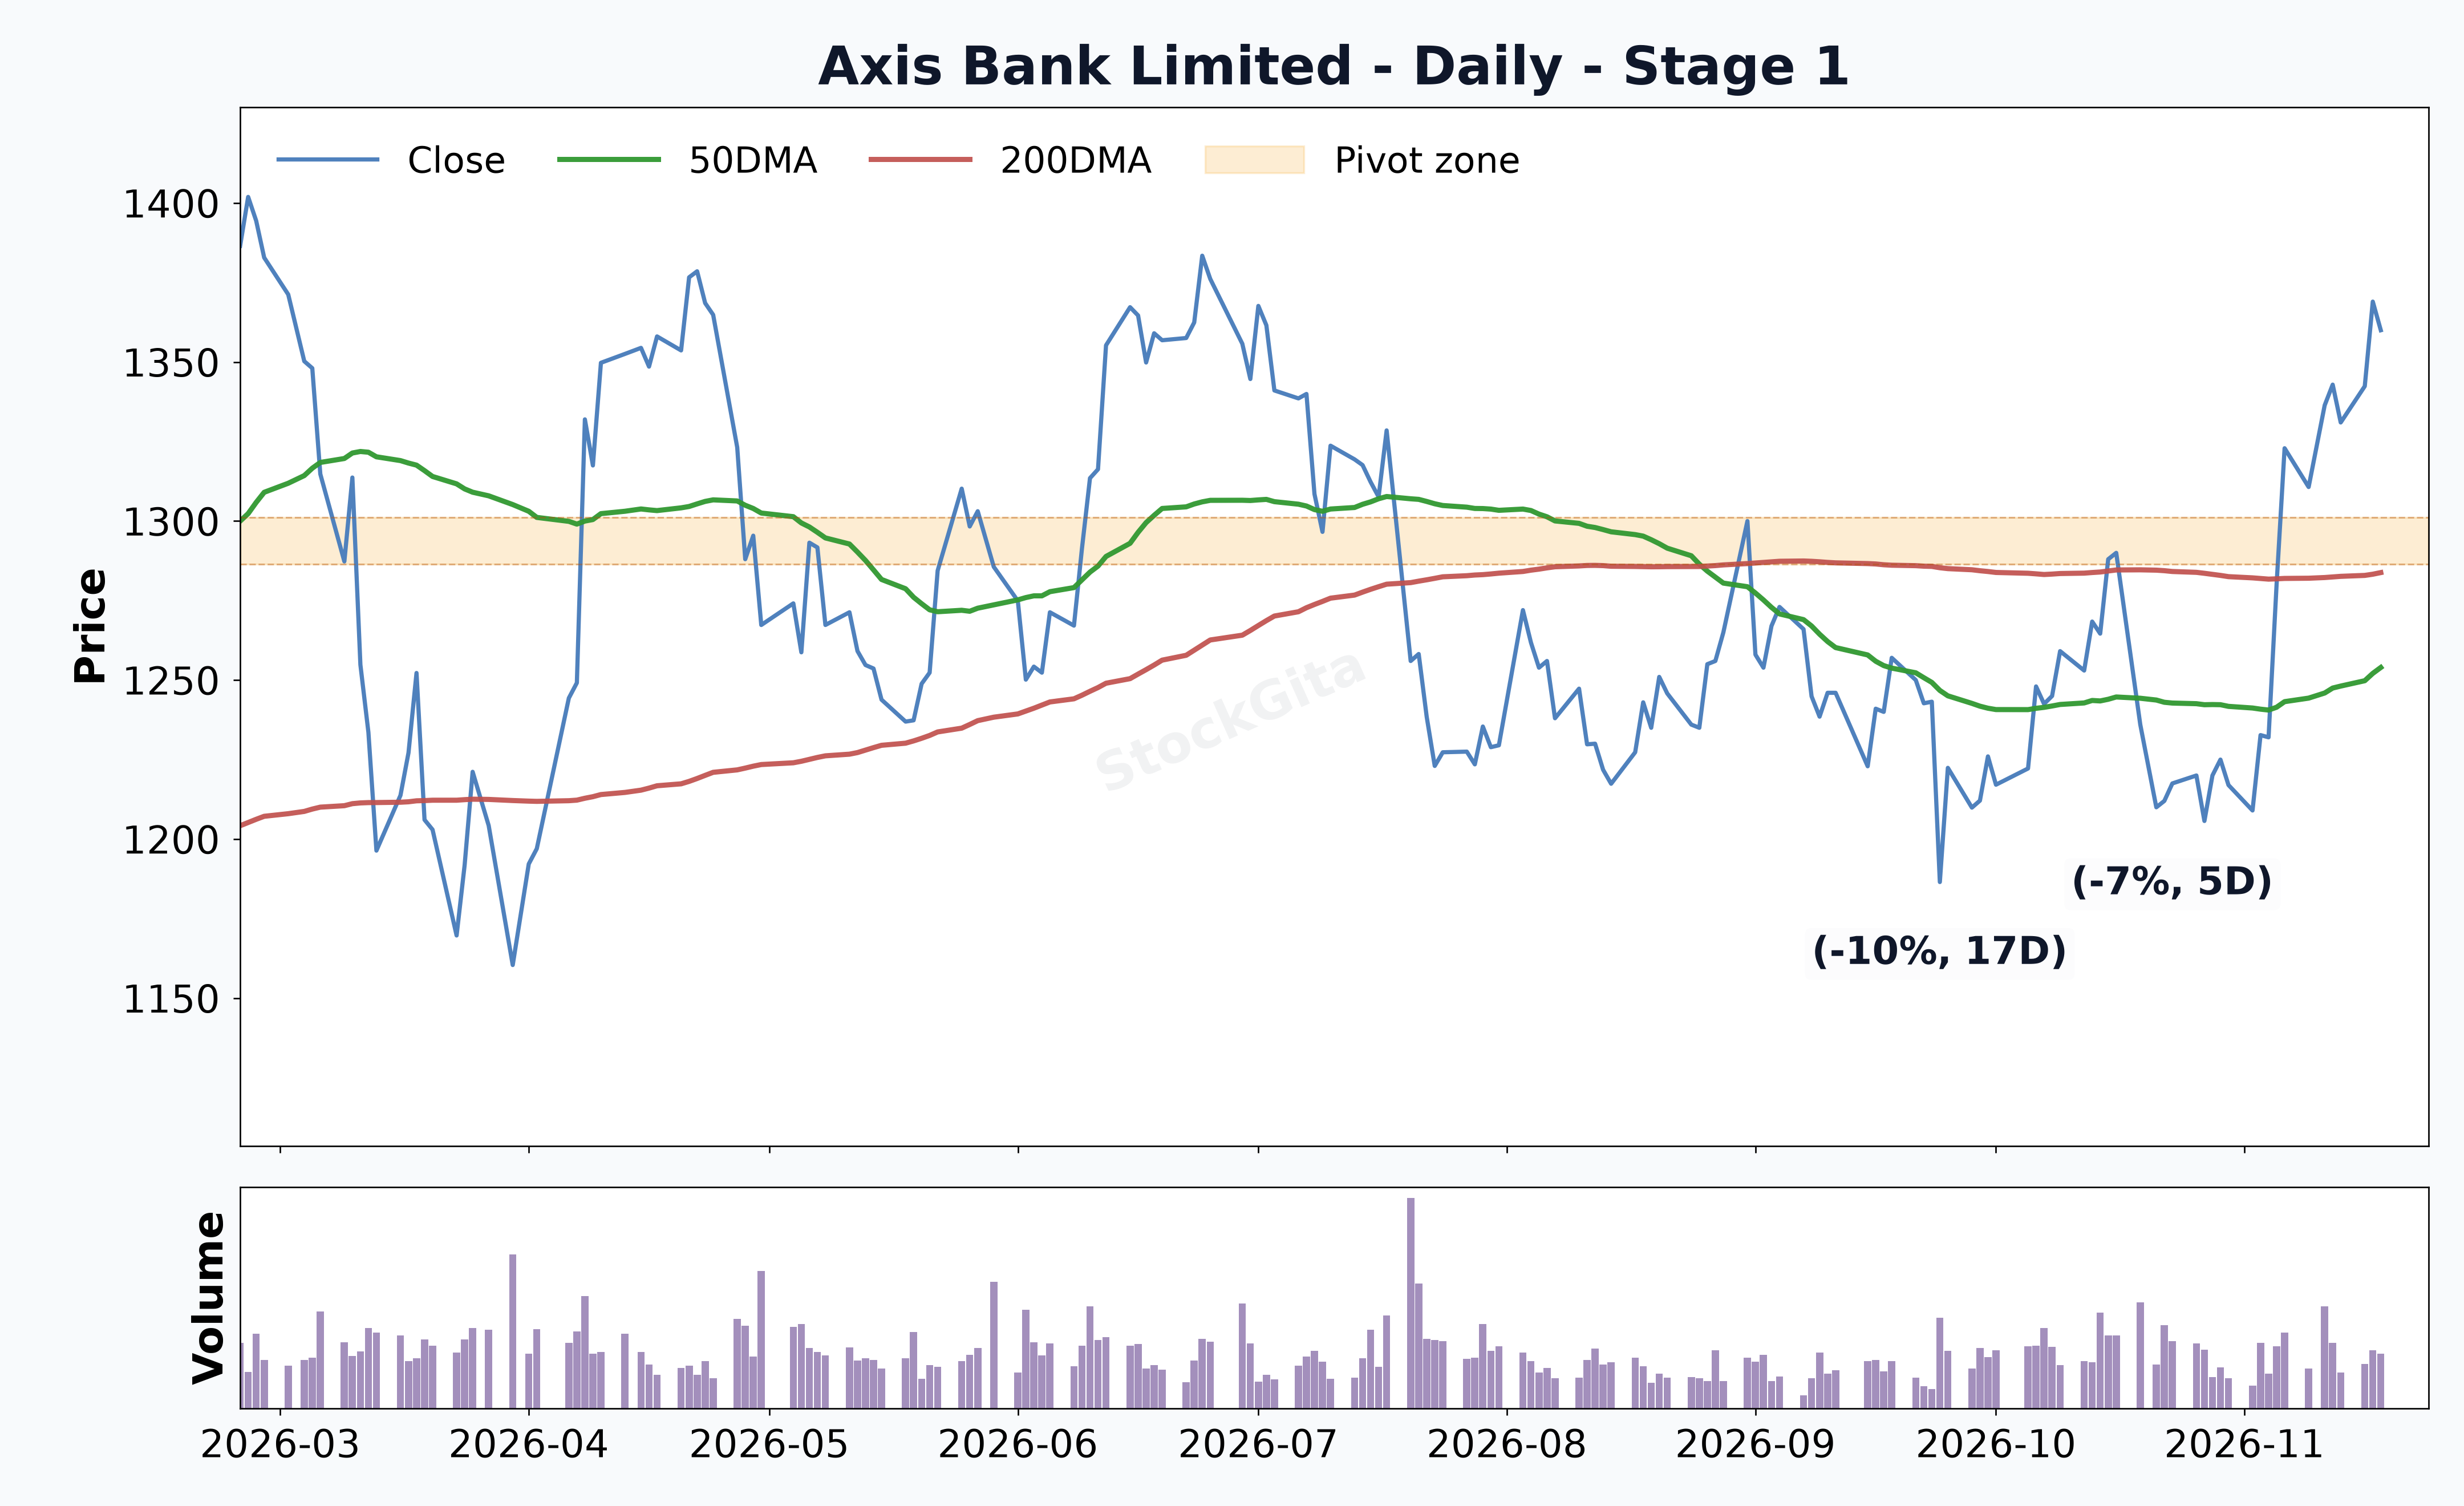 Axis Bank Limited - Daily - Stage 1
Close 50DMA 200DMA Pivot zone
Price
1400
1350
1300
1250
1200
1150
StockGita
(-7%, 5D)
(-10%, 17D)
Volume
2026-03 2026-04 2026-05 2026-06 2026-07 2026-08 2026-09 2026-10 2026-11